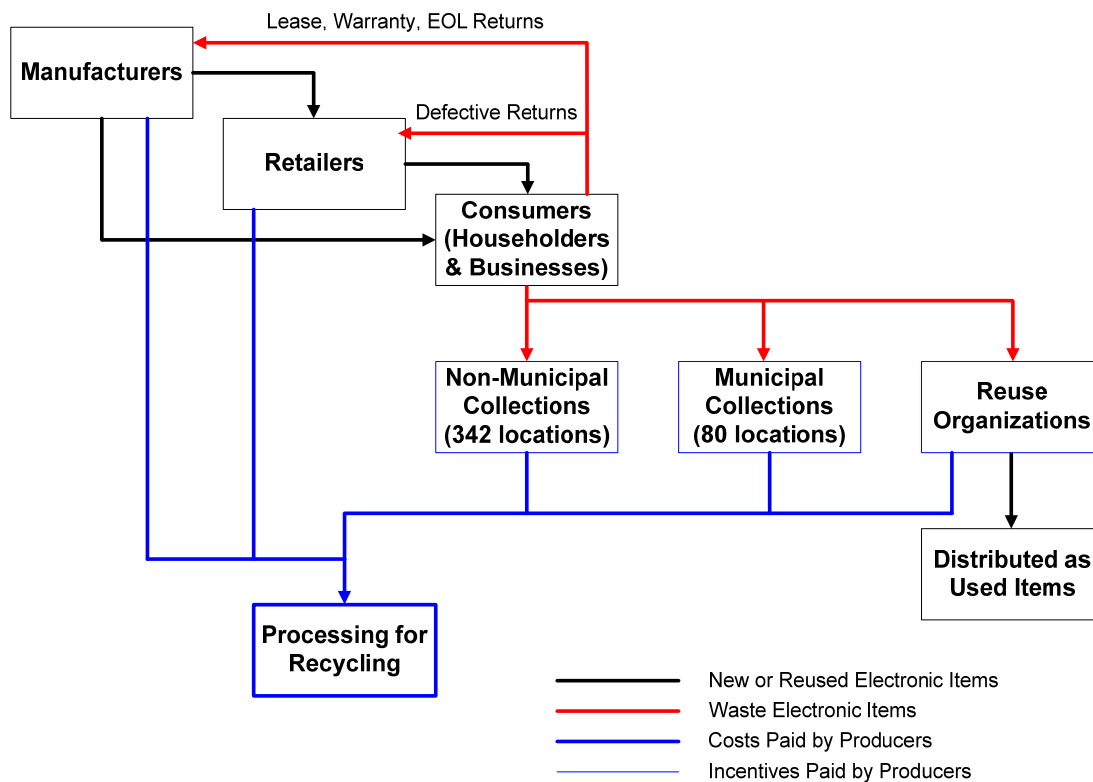 Lease, Warranty, EOL Returns
Manufacturers
Defective Returns
Retailers
Consumers
(Householders
& Businesses)
Non-Municipal
Collections
(342 locations)
Municipal
Collections
(80 locations)
Reuse
Organizations
Distributed as
Used Items
Processing for
Recycling
New or Reused Electronic Items
Waste Electronic Items
Costs Paid by Producers
Incentives Paid by Producers